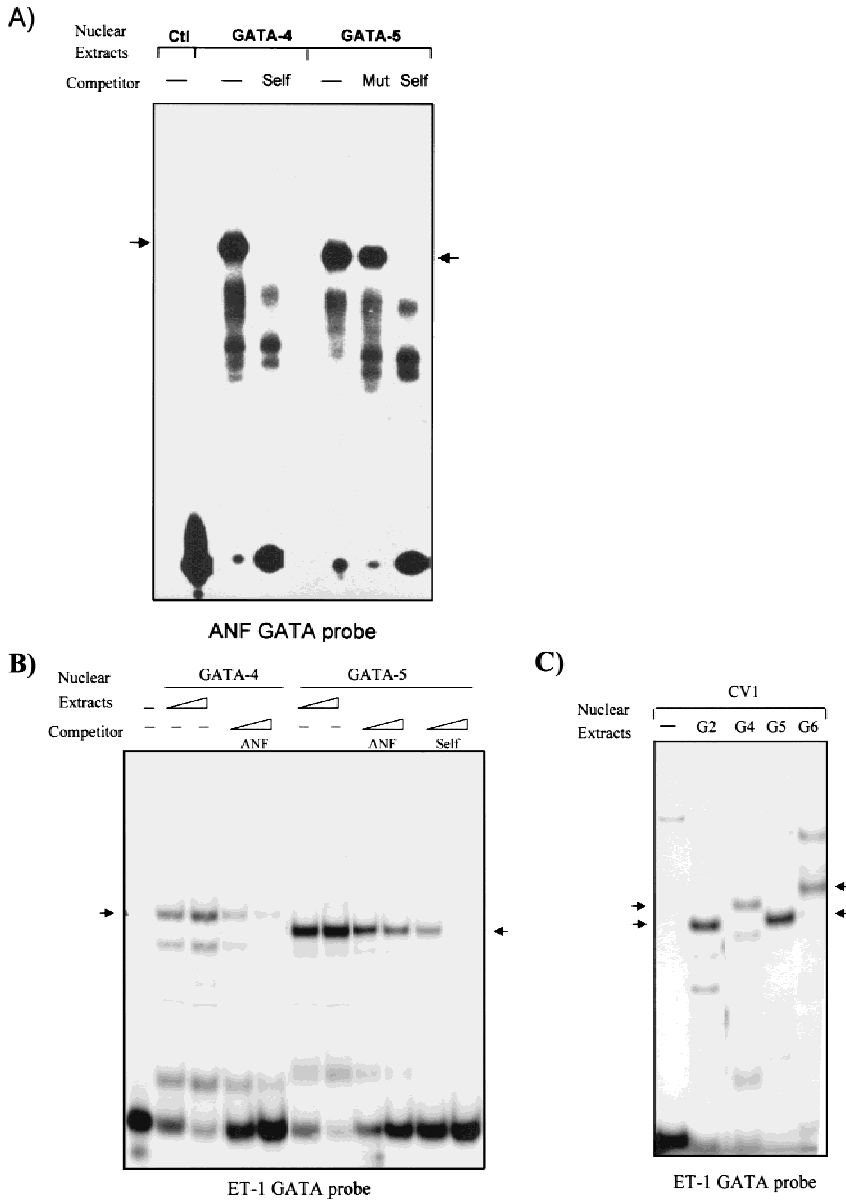 A)
Nuclear Extracts Ctl GATA-4 GATA-5
Competitor — — Self — Mut Self
ANF GATA probe
B)
Nuclear Extracts – GATA-4 GATA-5
Competitor – – – ANF – – ANF Self
ET-1 GATA probe
C)
CV1
Nuclear Extracts — G2 G4 G5 G6
ET-1 GATA probe